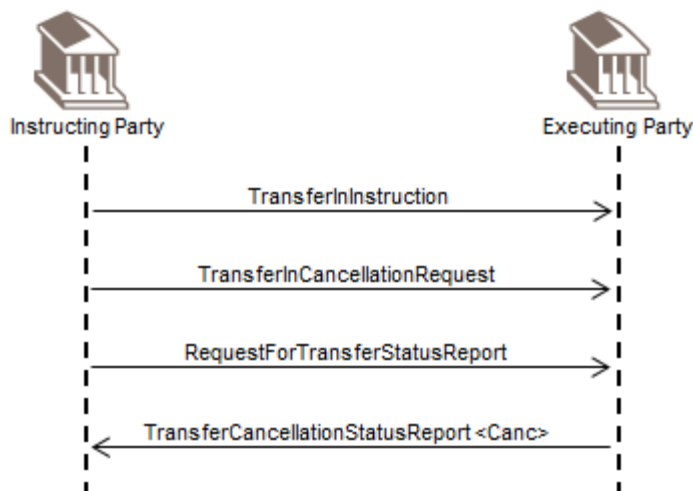 Instructing Party
Executing Party
TransferInInstruction
TransferInCancellationRequest
RequestForTransferStatusReport
TransferCancellationStatusReport <Canc>